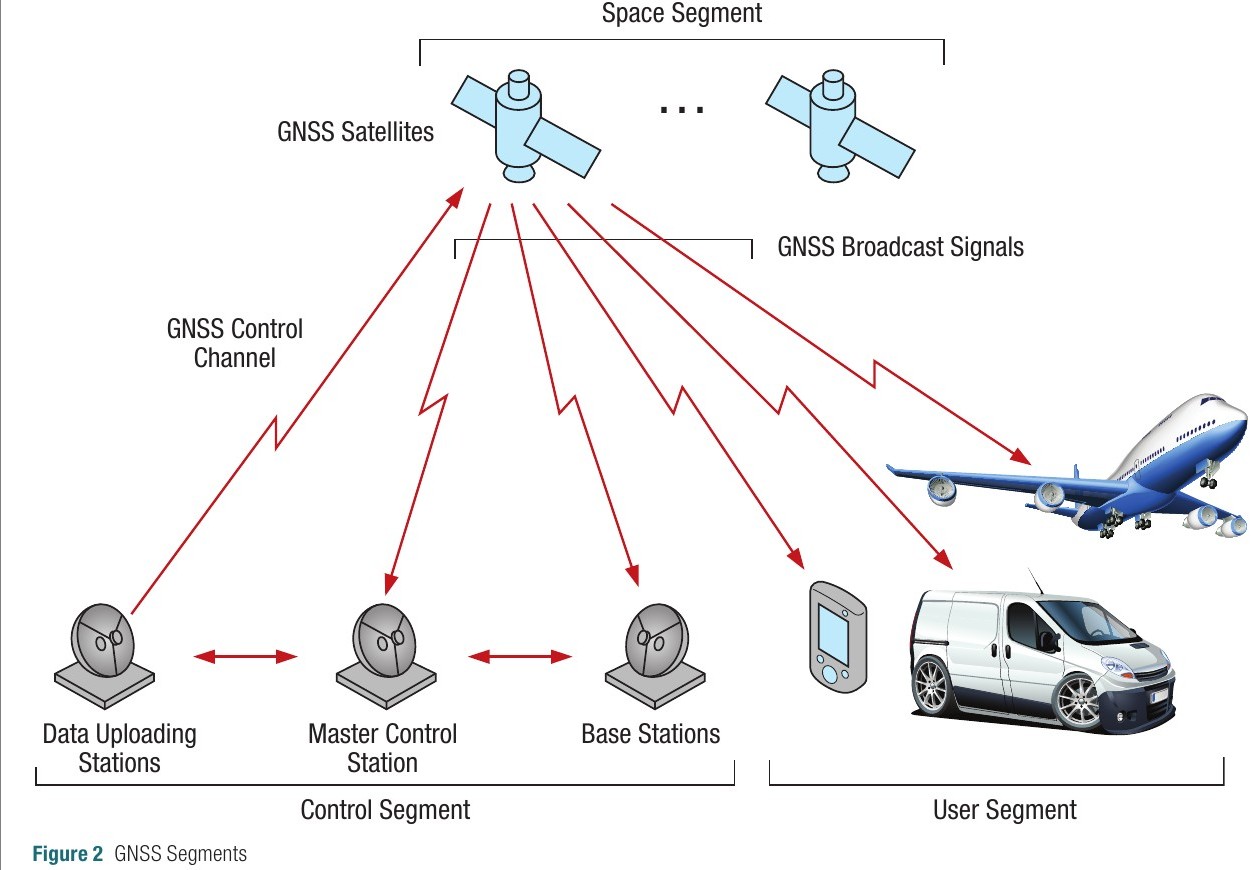 Space Segment
GNSS Satellites
. . .
GNSS Broadcast Signals
GNSS Control
Channel
Data Uploading
Stations
Master Control
Station
Base Stations
Control Segment
User Segment
Figure 2 GNSS Segments